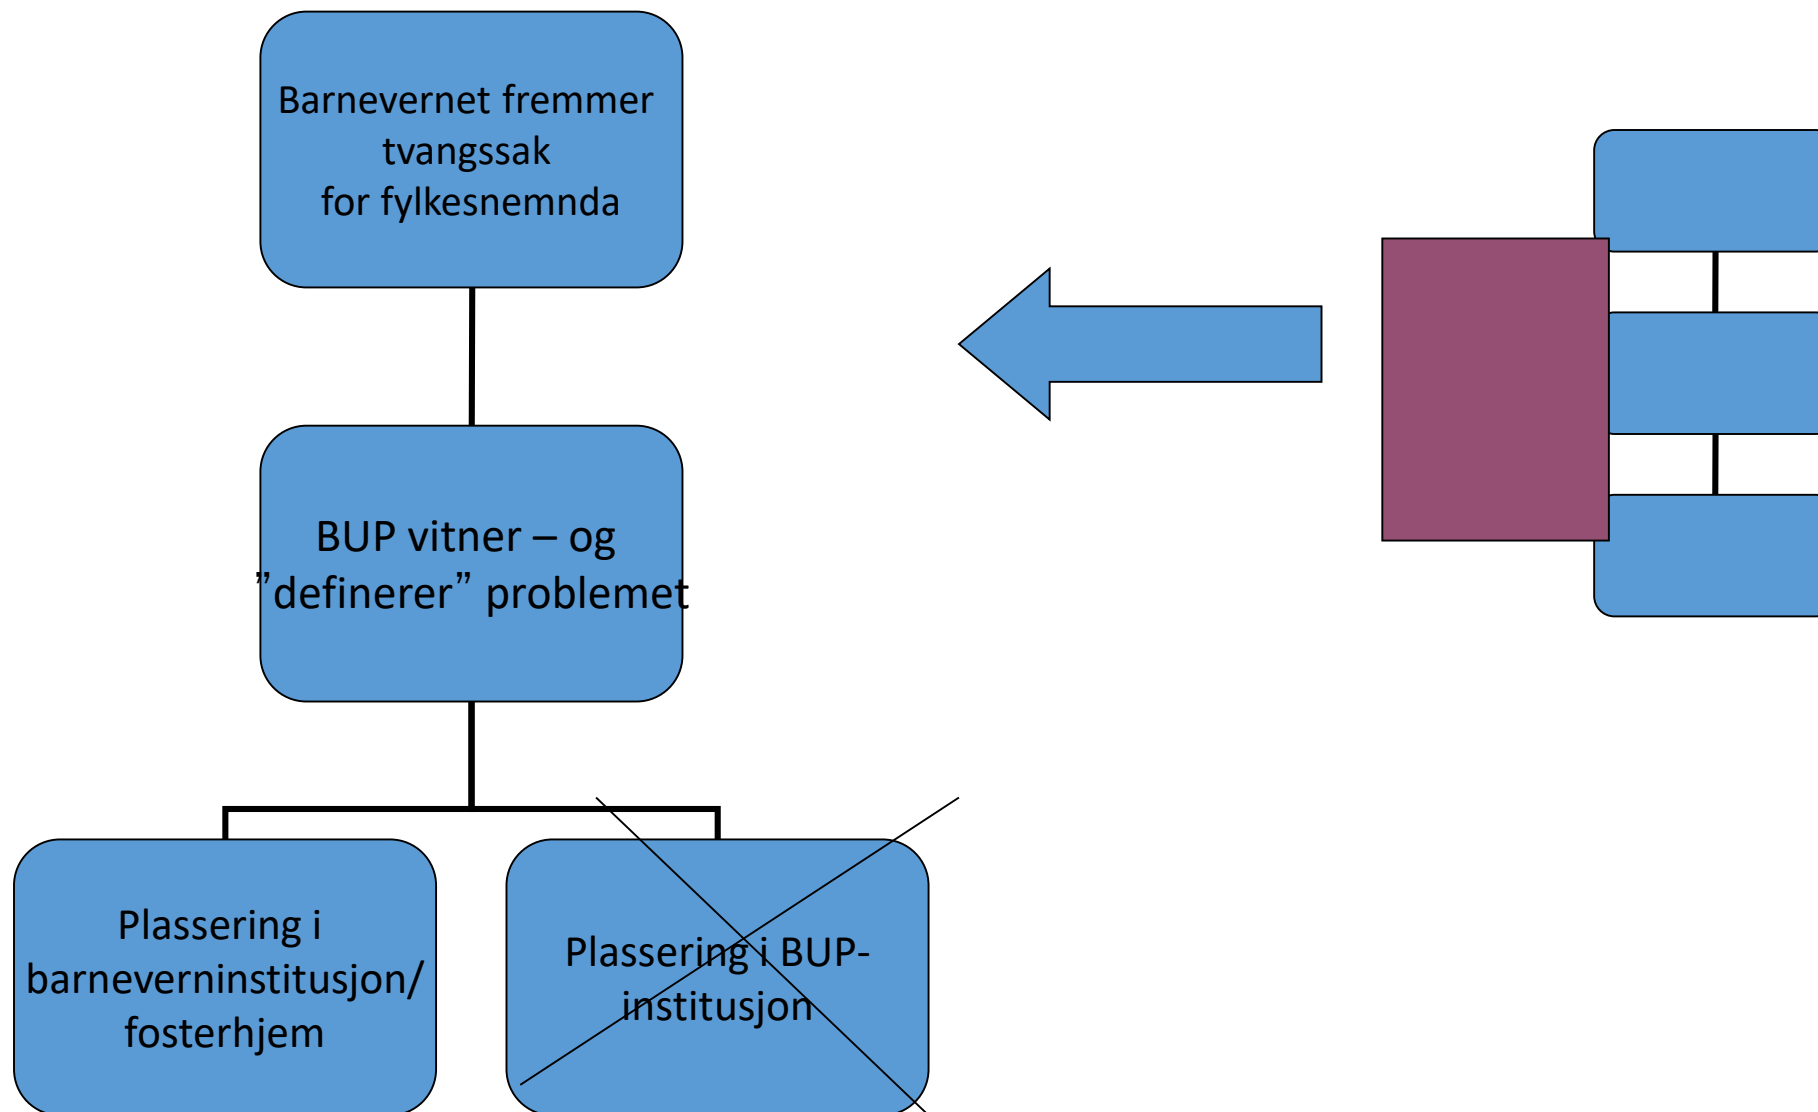 Barnevernet fremmer
tvangssak
for fylkesnemnda
BUP vitner – og
”definerer” problemet
Plassering i
barneverninstitusjon/
fosterhjem
Plassering i BUP-
institusjon